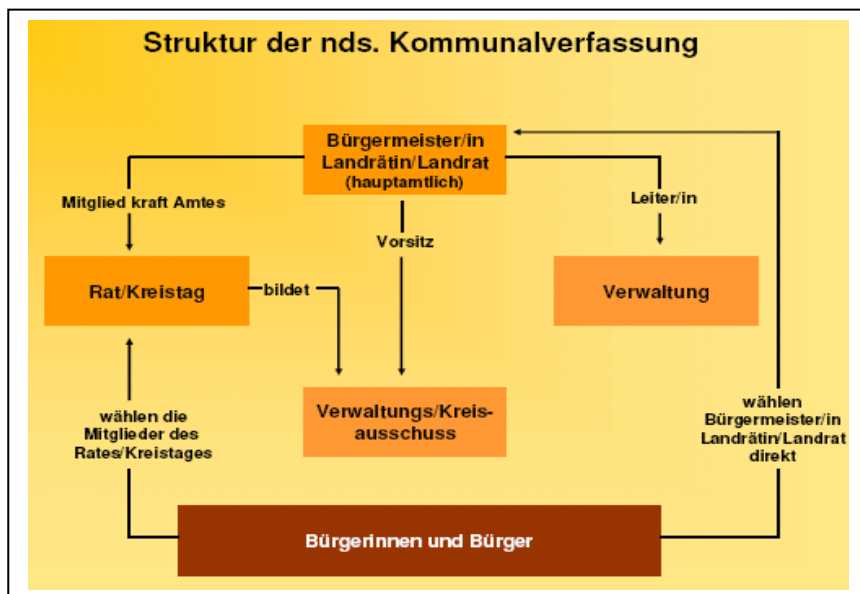 Struktur der nds. Kommunalverfassung
Bürgermeister/in
Landrätin/Landrat
(hauptamtlich)
Mitglied kraft Amtes
Leiter/in
Vorsitz
Rat/Kreistag
bildet
Verwaltung
wählen die
Mitglieder des
Rates/Kreistages
Verwaltungs/Kreis-
ausschuss
wählen
Bürgermeister/in
Landrätin/Landrat
direkt
Bürgerinnen und Bürger